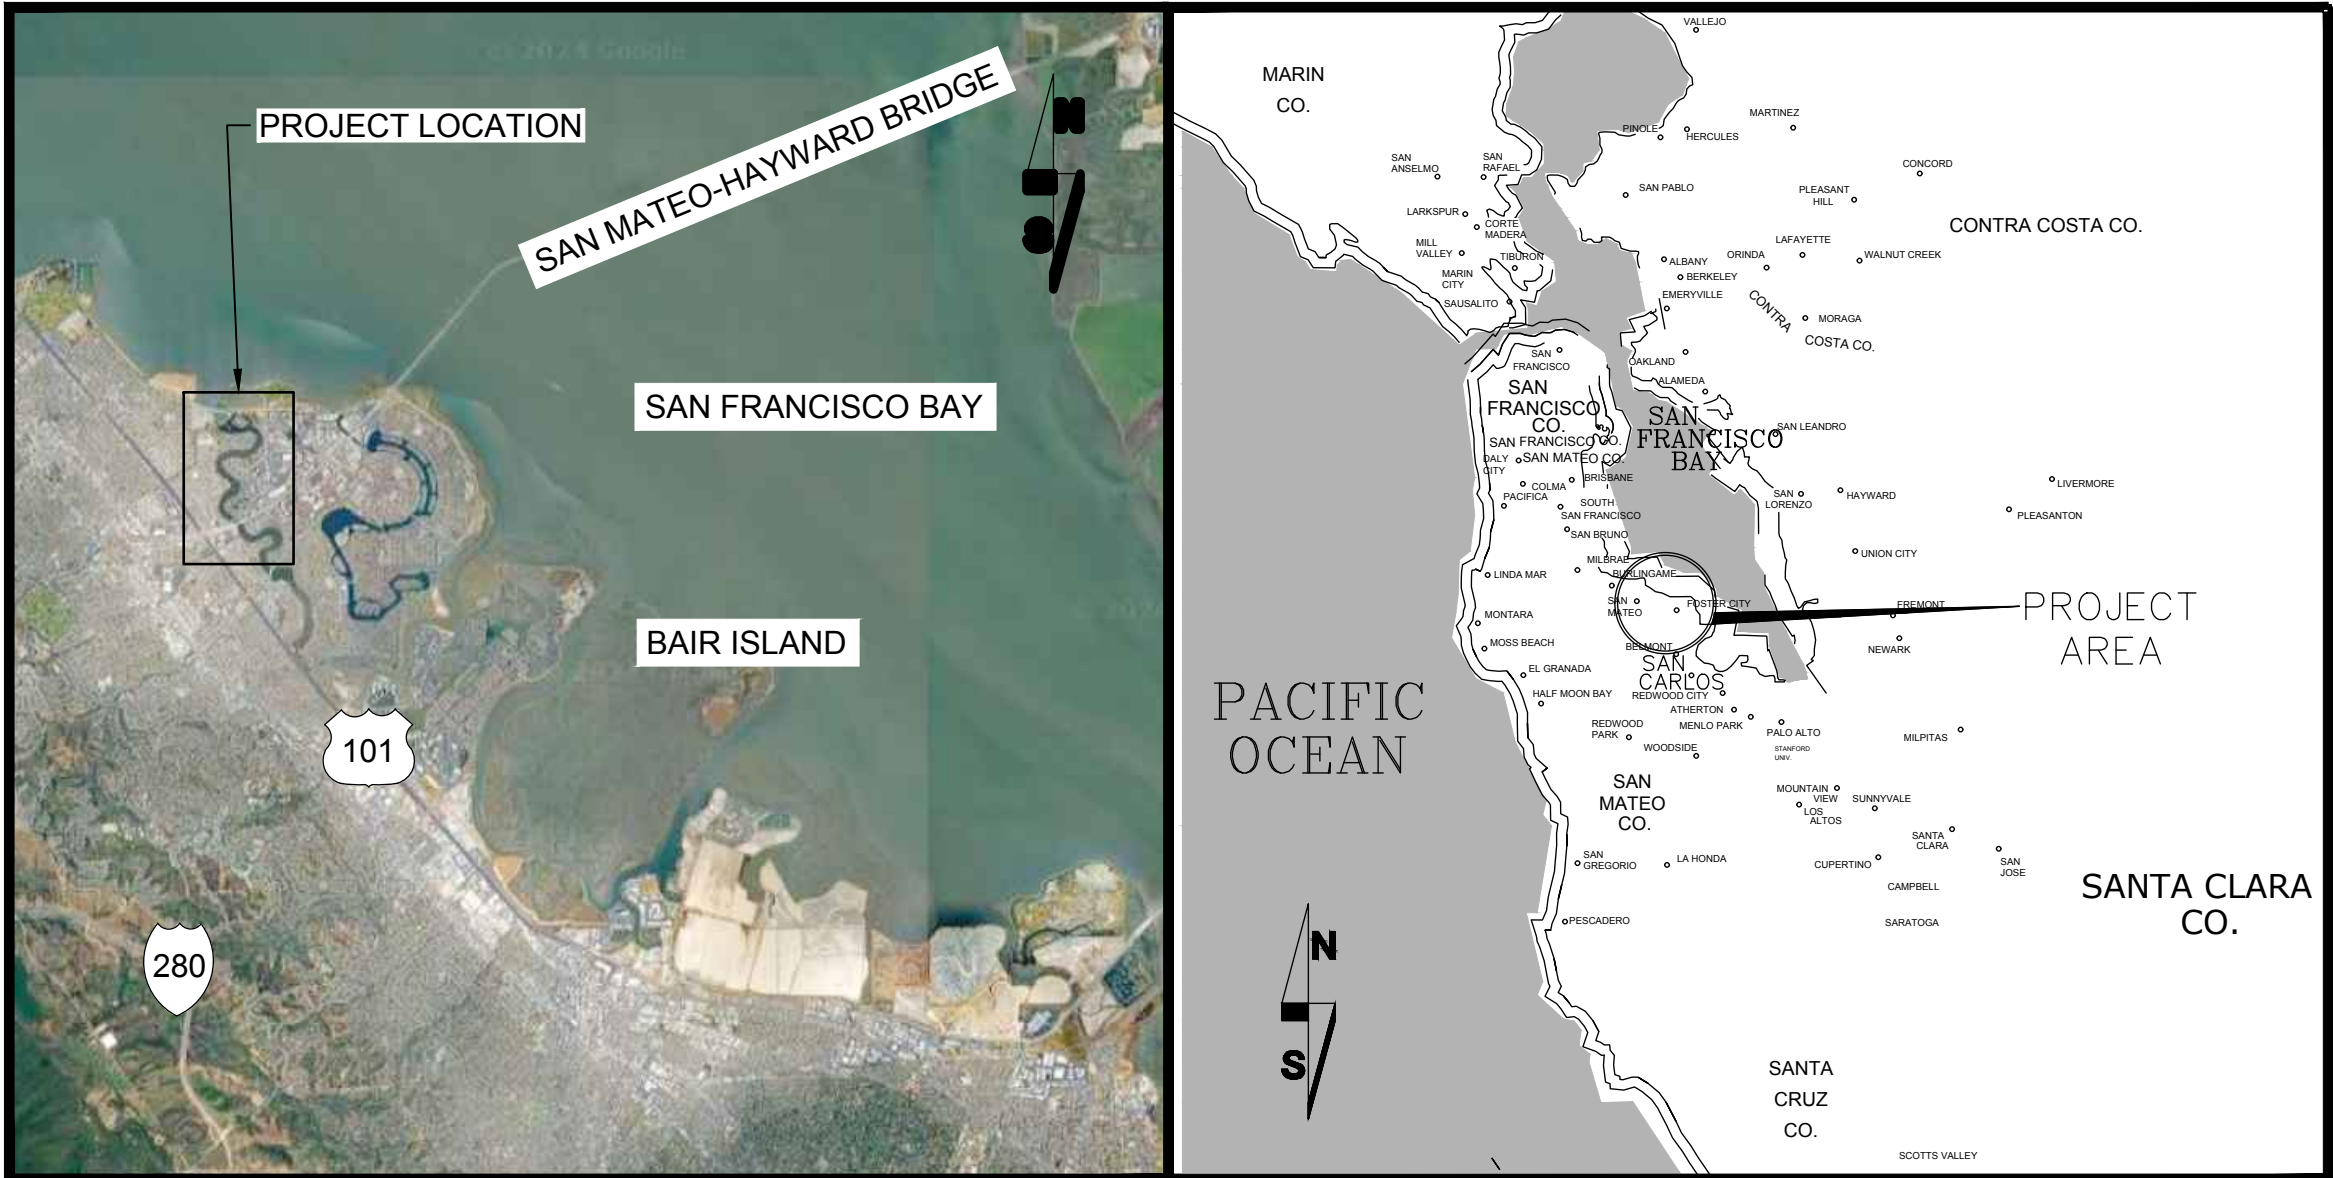 2024 Google
PROJECT LOCATION
SAN MATEO-HAYWARD BRIDGE
N
S
SAN FRANCISCO BAY
BAIR ISLAND
101
280
VALLEJO
MARIN
CO.
MARTINEZ
PINOLE
HERCULES
SAN
ANSELMO
SAN
RAFAEL
CONCORD
SAN PABLO
PLEASANT
HILL
LARKSPUR
CORTE
MADERA
CONTRA COSTA CO.
MILL
VALLEY
TIBURON
LAFAYETTE
ORINDA
WALNUT CREEK
ALBANY
BERKELEY
MARIN
CITY
SAUSALITO
EMERYVILLE
CONTRA
COSTA CO.
MORAGA
SAN
FRANCISCO
OAKLAND
ALAMEDA
SAN
FRANCISCO
CO.
SAN
FRANCISCO
BAY
SAN LEANDRO
SAN FRANCISCO CO.
SAN MATEO CO.
DALY
CITY
BRISBANE
COLMA
PACIFICA
SOUTH
SAN FRANCISCO
SAN BRUNO
SAN
LORENZO
HAYWARD
LIVERMORE
PLEASANTON
UNION CITY
MILBRAE
LINDA MAR
BURLINGAME
SAN
MATEO
FOSTER CITY
FREMONT
PROJECT
AREA
MONTARA
MOSS BEACH
BELMONT
NEWARK
SAN
CARLOS
EL GRANADA
HALF MOON BAY
REDWOOD CITY
ATHERTON
PACIFIC
OCEAN
REDWOOD
PARK
MENLO PARK
PALO ALTO
MILPITAS
WOODSIDE
STANFORD
UNIV.
SAN
MATEO
CO.
MOUNTAIN
VIEW
SUNNYVALE
LOS
ALTOS
SANTA
CLARA
SAN
GREGORIO
LA HONDA
CUPERTINO
SAN
JOSE
CAMPBELL
SANTA CLARA
CO.
PESCADERO
SARATOGA
N
S
SANTA
CRUZ
CO.
SCOTTS VALLEY